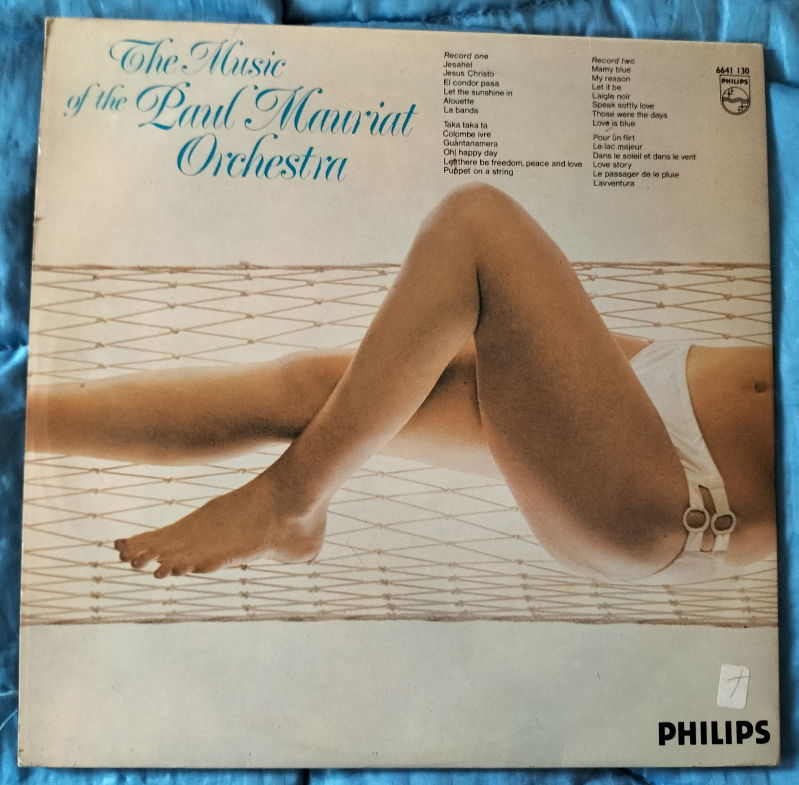 The Music
of the Paul Mauriat
Orchestra
Record one
Jesahel
Jesus Christo
El condor pasa
Let the sunshine in
Alouette
La banda
Taka taka ta
Colombe ivre
Guantanamera
Oh! happy day
Let there be freedom, peace and love
Puppet on a string
Record two
Mamy blue
My reason
Let it be
L'aigle noir
Speak softly love
Those were the days
Love is blue
Pour un flirt
Le lac majeur
Dans le soleil et dans le vent
Love story
Le passager de le pluie
L'avventura
6641 130
PHILIPS
PHILIPS